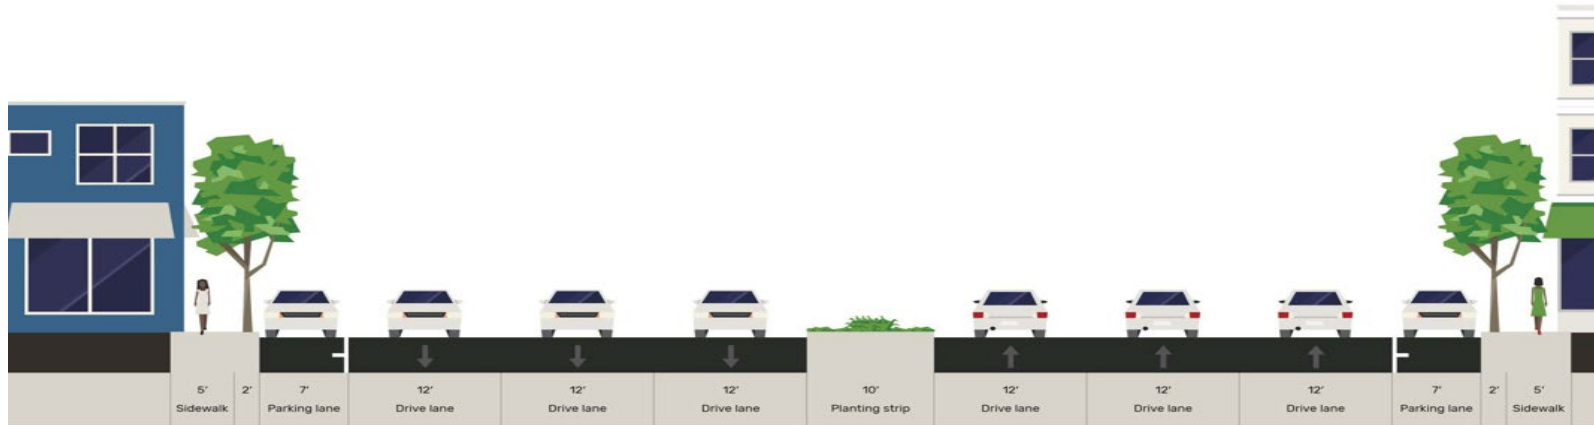 5' 2' 7' 12' 12' 12' 10' 12' 12' 12' 7' 2' 5'
Sidewalk Parking lane Drive lane Drive lane Drive lane Planting strip Drive lane Drive lane Drive lane Parking lane Sidewalk